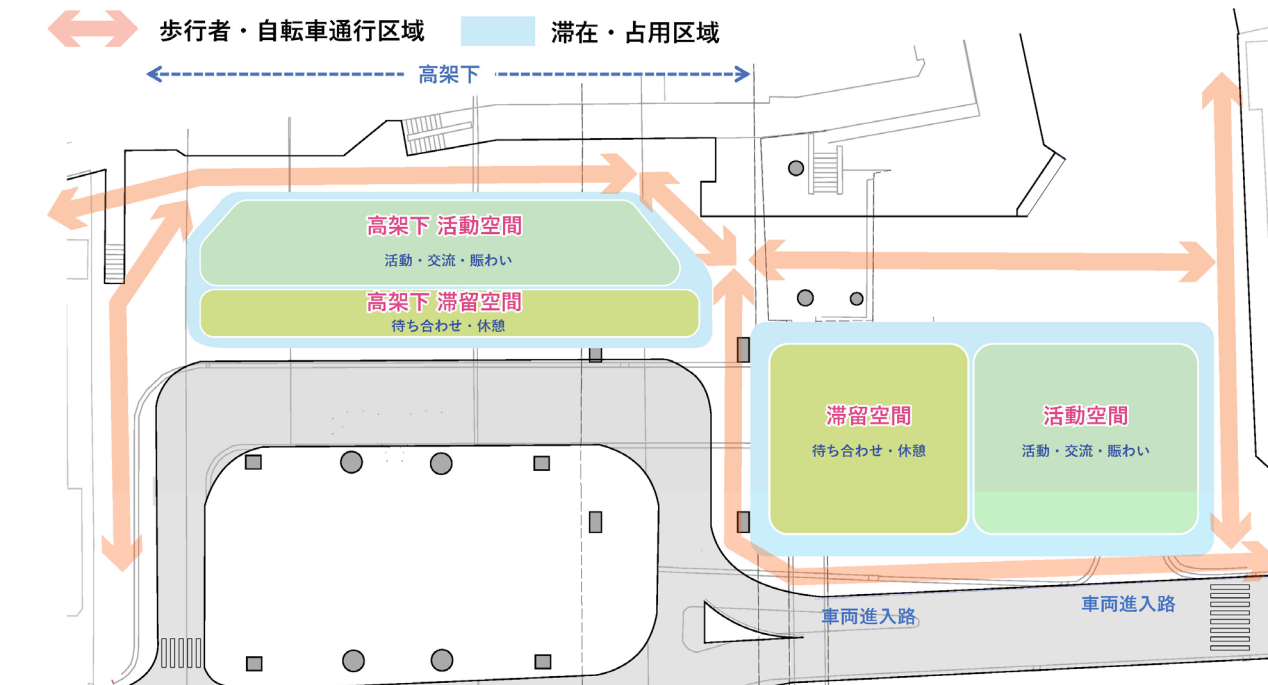 歩行者・自転車通行区域
滞在・占用区域
高架下
高架下 活動空間
活動・交流・賑わい
高架下 滞留空間
待ち合わせ・休憩
滞留空間
待ち合わせ・休憩
活動空間
活動・交流・賑わい
車両進入路
車両進入路